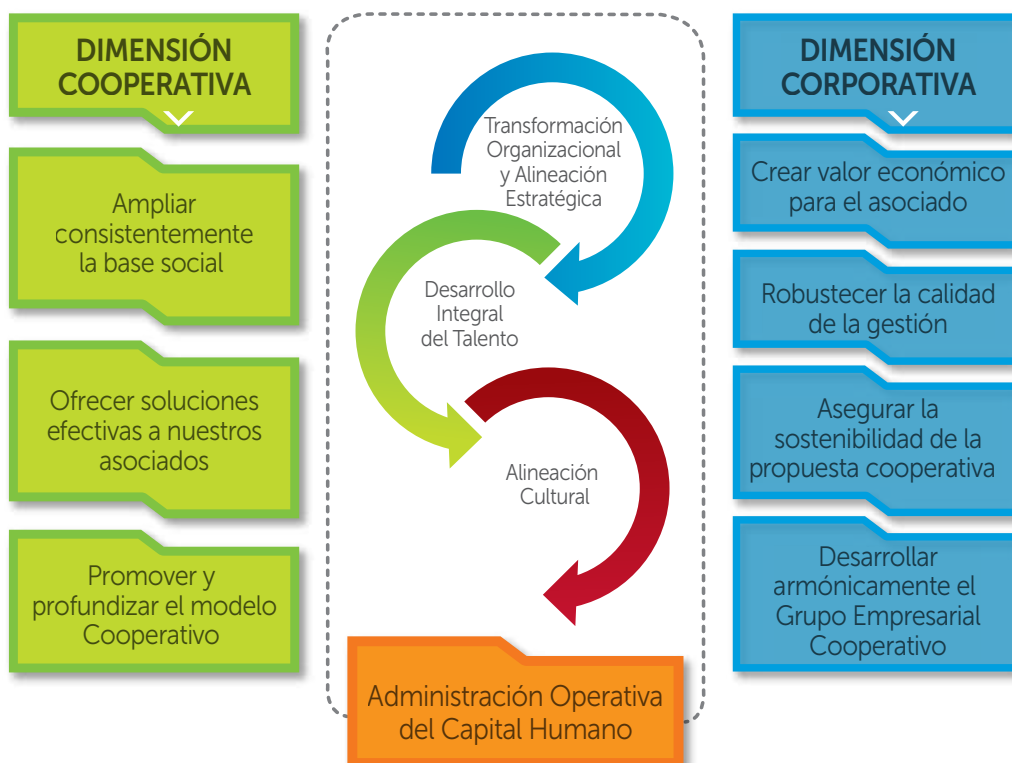 DIMENSIÓN
COOPERATIVA
Ampliar
consistentemente
la base social
Ofrecer soluciones
efectivas a nuestros
asociados
Promover y
profundizar el modelo
Cooperativo
Transformación
Organizacional
y Alineación
Estratégica
Desarrollo
Integral
del Talento
Alineación
Cultural
Administración Operativa
del Capital Humano
DIMENSIÓN
CORPORATIVA
Crear valor económico
para el asociado
Robustecer la calidad
de la gestión
Asegurar la
sostenibilidad de la
propuesta cooperativa
Desarrollar
armónicamente el
Grupo Empresarial
Cooperativo